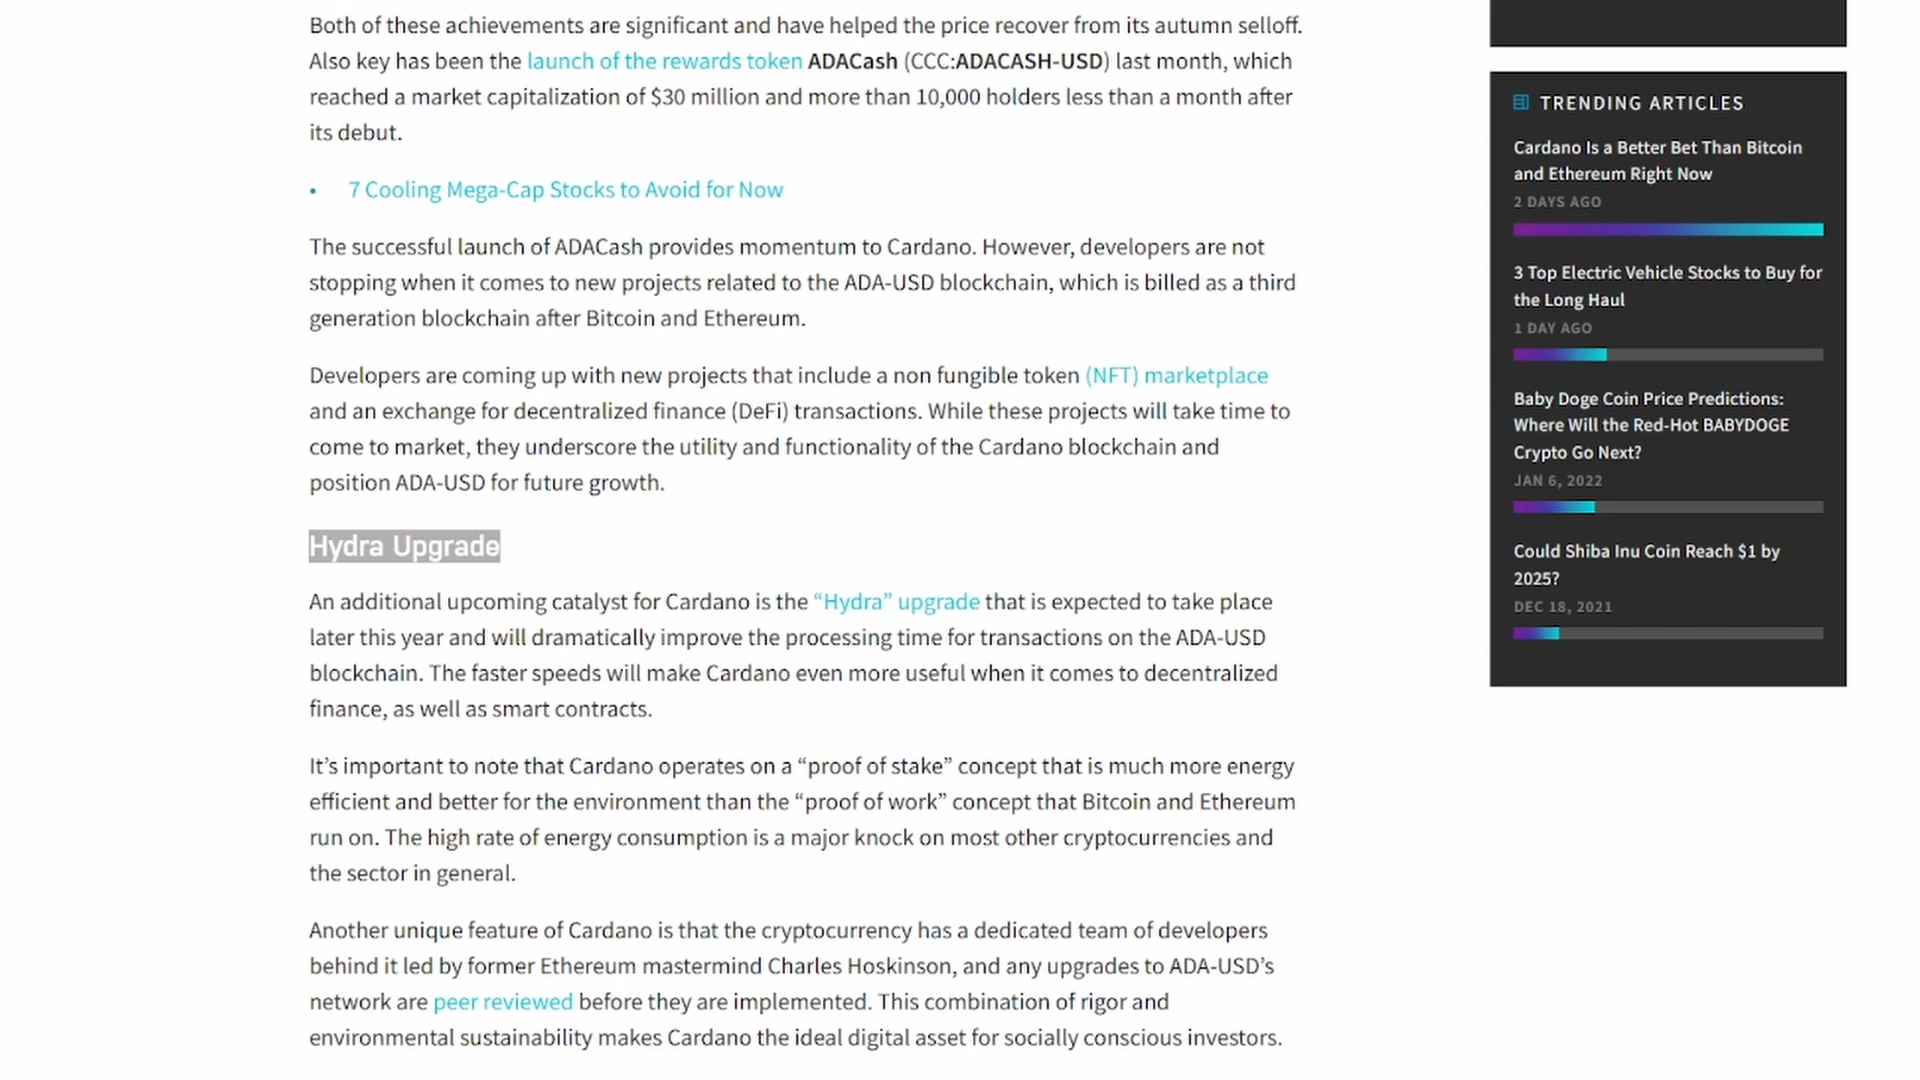 Both of these achievements are significant and have helped the price recover from its autumn selloff.
Also key has been the launch of the rewards token ADACash (CCC:ADACASH-USD) last month, which
reached a market capitalization of $30 million and more than 10,000 holders less than a month after
its debut.
• 7 Cooling Mega-Cap Stocks to Avoid for Now
The successful launch of ADACash provides momentum to Cardano. However, developers are not
stopping when it comes to new projects related to the ADA-USD blockchain, which is billed as a third
generation blockchain after Bitcoin and Ethereum.
Developers are coming up with new projects that include a non fungible token (NFT) marketplace
and an exchange for decentralized finance (DeFi) transactions. While these projects will take time to
come to market, they underscore the utility and functionality of the Cardano blockchain and
position ADA-USD for future growth.
Hydra Upgrade
An additional upcoming catalyst for Cardano is the “Hydra” upgrade that is expected to take place
later this year and will dramatically improve the processing time for transactions on the ADA-USD
blockchain. The faster speeds will make Cardano even more useful when it comes to decentralized
finance, as well as smart contracts.
It’s important to note that Cardano operates on a “proof of stake” concept that is much more energy
efficient and better for the environment than the “proof of work” concept that Bitcoin and Ethereum
run on. The high rate of energy consumption is a major knock on most other cryptocurrencies and
the sector in general.
Another unique feature of Cardano is that the cryptocurrency has a dedicated team of developers
behind it led by former Ethereum mastermind Charles Hoskinson, and any upgrades to ADA-USD’s
network are peer reviewed before they are implemented. This combination of rigor and
environmental sustainability makes Cardano the ideal digital asset for socially conscious investors.
TRENDING ARTICLES
Cardano Is a Better Bet Than Bitcoin
and Ethereum Right Now
2 DAYS AGO
3 Top Electric Vehicle Stocks to Buy for
the Long Haul
1 DAY AGO
Baby Doge Coin Price Predictions:
Where Will the Red-Hot BABYDOGE
Crypto Go Next?
JAN 6, 2022
Could Shiba Inu Coin Reach $1 by
2025?
DEC 18, 2021